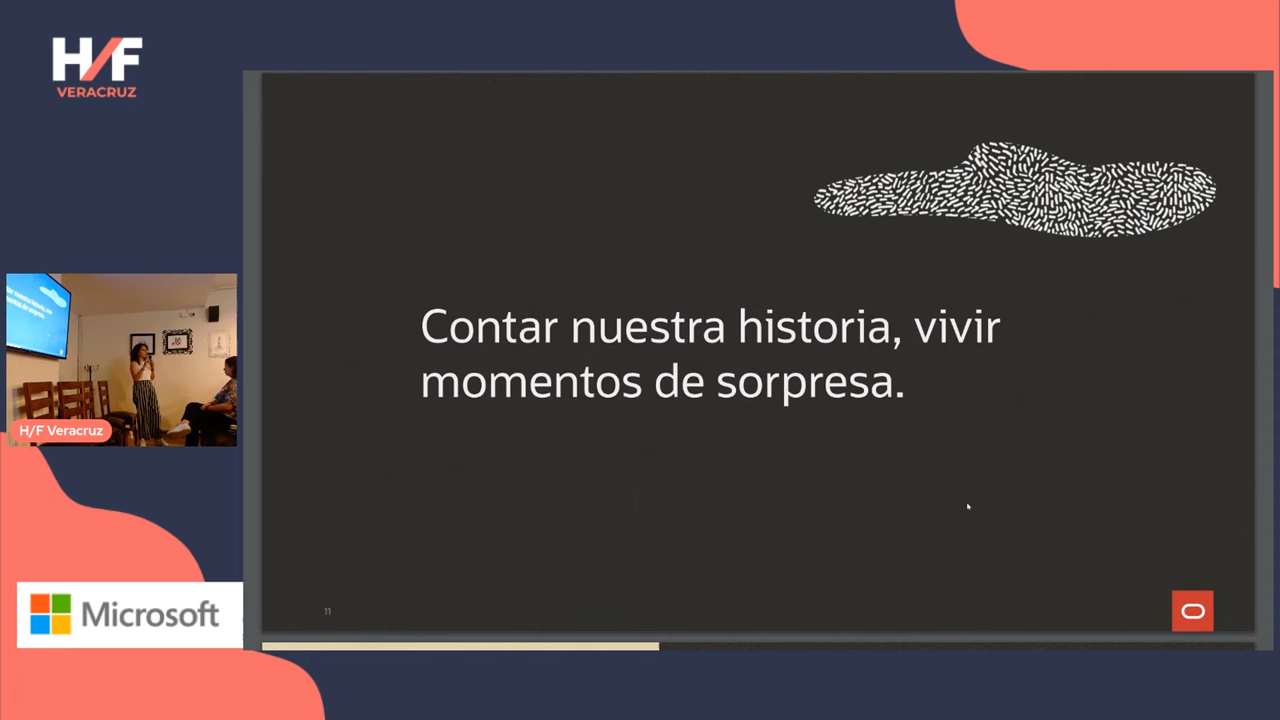 H/F
VERACRUZ
Contar nuestra historia, vivir
momentos de sorpresa.
H/F Veracruz
Microsoft
11